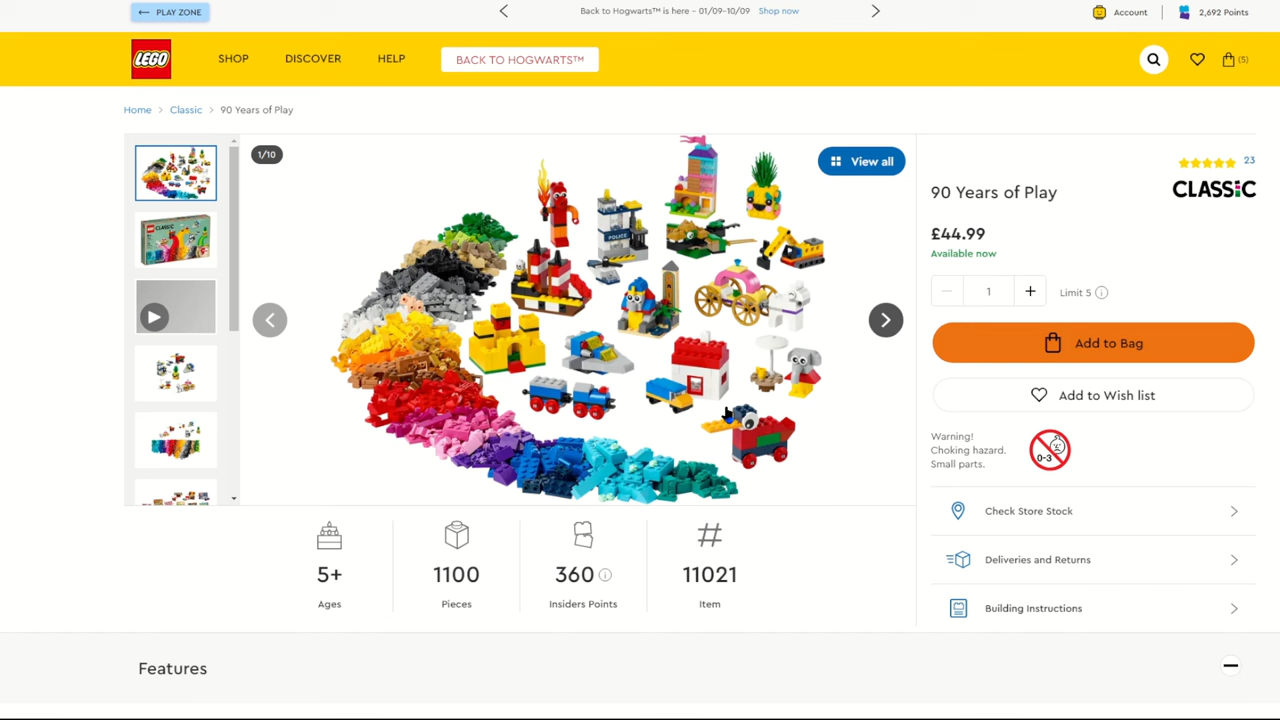 ← PLAY ZONE
Back to Hogwarts™ is here - 01/09-10/09 Shop now
Account
2,692 Points
LEGO
SHOP
DISCOVER
HELP
BACK TO HOGWARTS™
(5)
Home > Classic > 90 Years of Play
1/10
View all
CLASSIC
POLICE
23
CLASSIC
90 Years of Play
£44.99
Available now
1
Limit 5
Add to Bag
Add to Wish list
Warning!
Choking hazard.
Small parts.
0-3
Check Store Stock
Deliveries and Returns
Building Instructions
5+
Ages
1100
Pieces
360
Insiders Points
#
11021
Item
Features